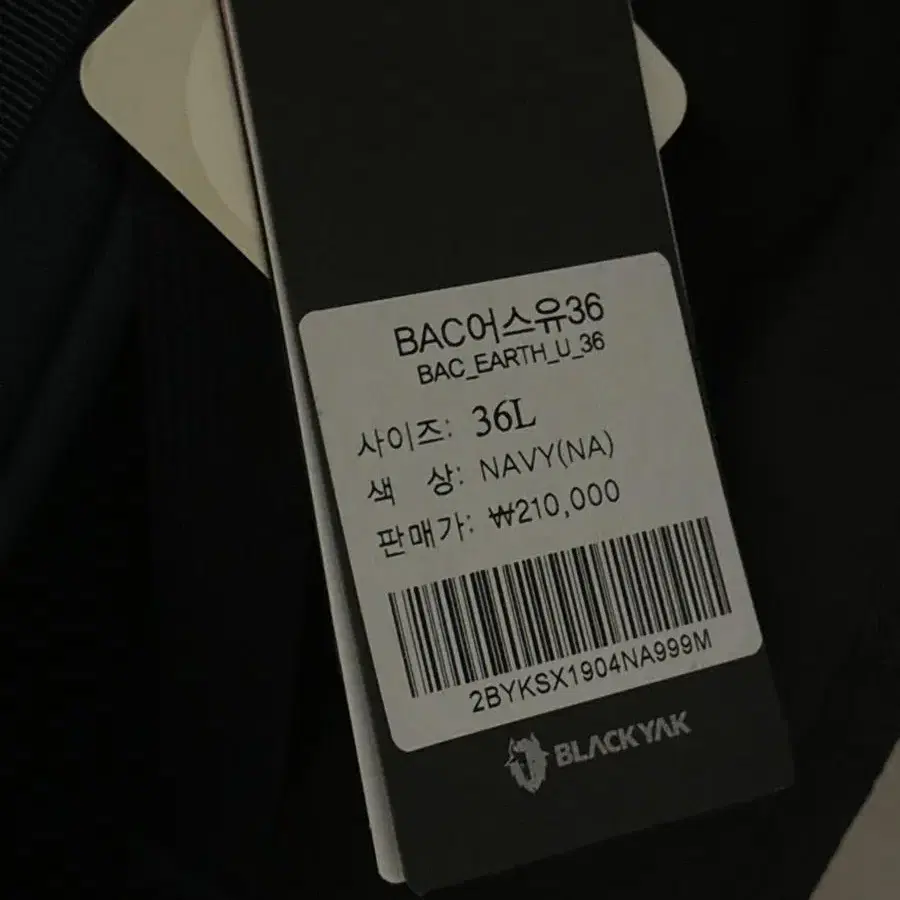 BAC어스유36
BAC_EARTH_U_36
사이즈: 36L
색 상: NAVY(NA)
판매가: ₩210,000
2BYKSX1904NA999M
BLACKYAK